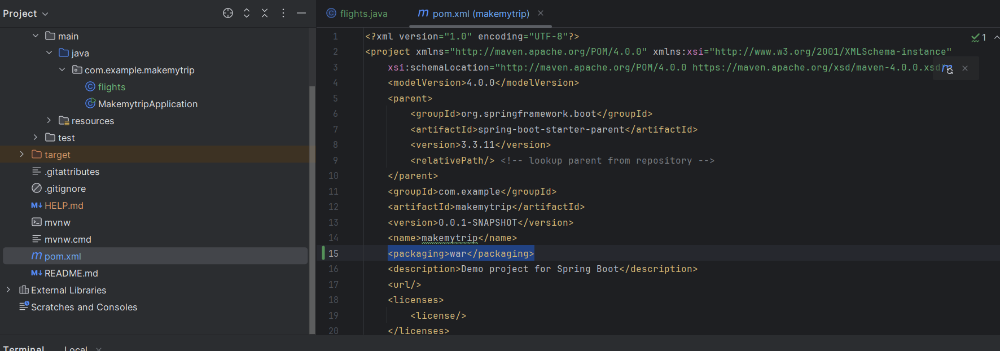 Project
main
java
com.example.makemytrip
flights
MakemytripApplication
resources
test
target
.gitattributes
.gitignore
M↓ HELP.md
mvnw
mvnw.cmd
m pom.xml
M↓ README.md
External Libraries
Scratches and Consoles
Terminal Local
flights.java
m pom.xml (makemytrip)
1 <?xml version="1.0" encoding="UTF-8"?>
2 <project xmlns="http://maven.apache.org/POM/4.0.0" xmlns:xsi="http://www.w3.org/2001/XMLSchema-instance"
3 xsi:schemaLocation="http://maven.apache.org/POM/4.0.0 https://maven.apache.org/xsd/maven-4.0.0.xsd">
4 <modelVersion>4.0.0</modelVersion>
5 <parent>
6 <groupId>org.springframework.boot</groupId>
7 <artifactId>spring-boot-starter-parent</artifactId>
8 <version>3.3.11</version>
9 <relativePath/> <!-- lookup parent from repository -->
10 </parent>
11 <groupId>com.example</groupId>
12 <artifactId>makemytrip</artifactId>
13 <version>0.0.1-SNAPSHOT</version>
14 <name>makemytrip</name>
15 <packaging>war</packaging>
16 <description>Demo project for Spring Boot</description>
17 <url/>
18 <licenses>
19 <license/>
20 </licenses>
1